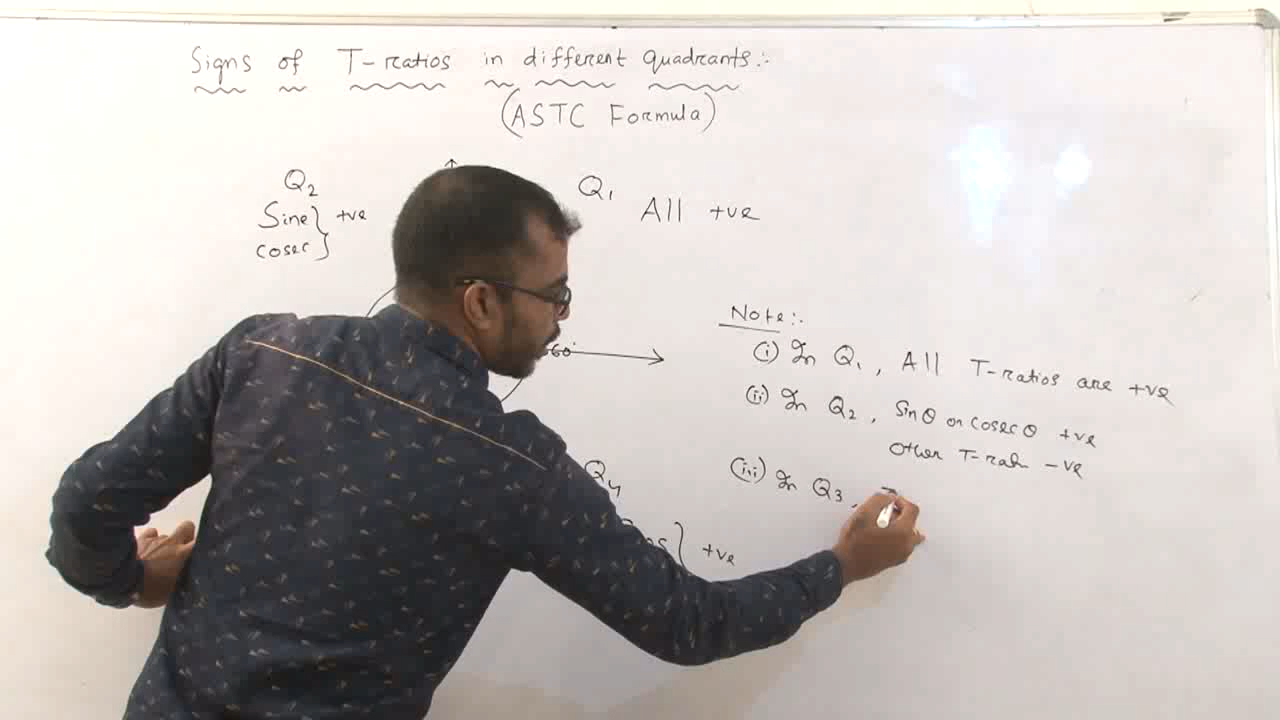 Signs of T-ratios in different quadrants:-
(ASTC Formula)
Q2
Sine } +ve
cosec
Q1
All +ve
60°
Note:-
(i) In Q1, All T-ratios are +ve
(ii) In Q2, Sinθ or cosecθ +ve
other T-ratio -ve
(iii) In Q3,
Q4
+ve